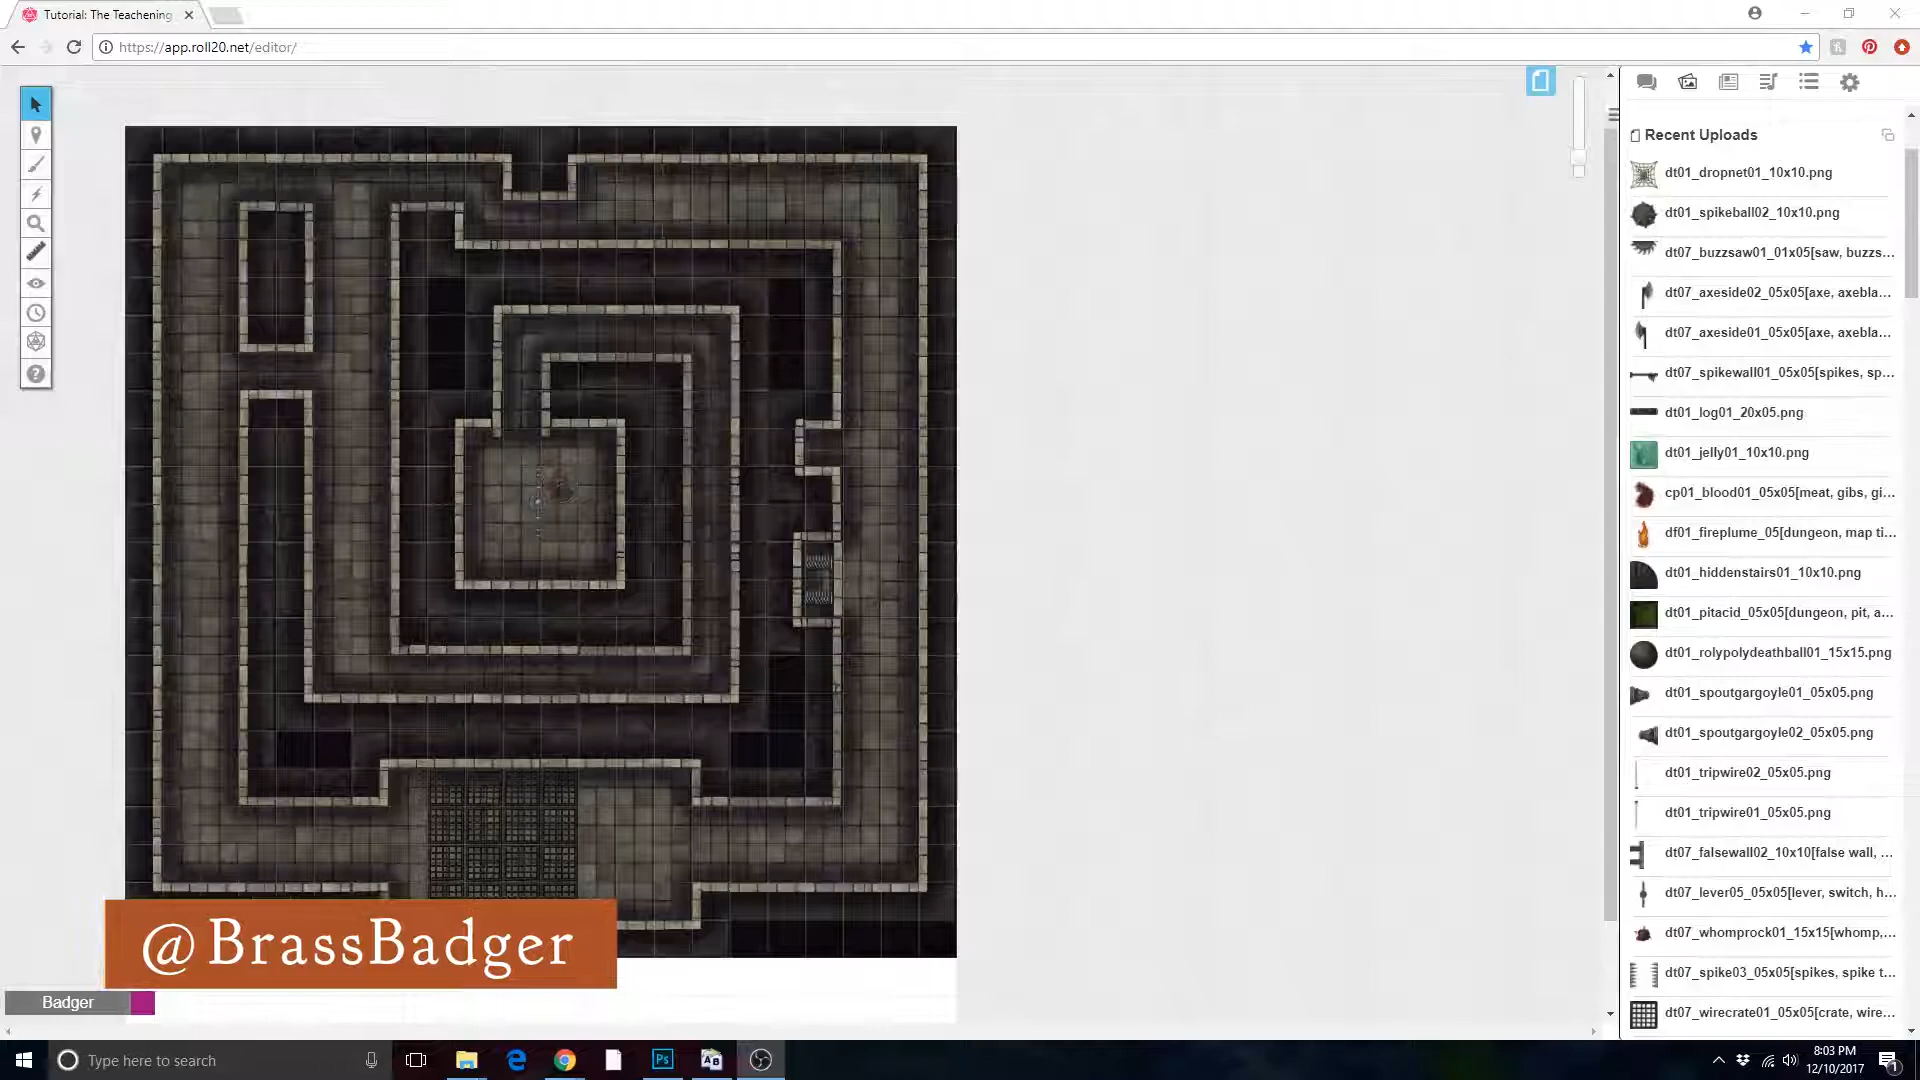 Tutorial: The Teachening
https://app.roll20.net/editor/
Recent Uploads
dt01_dropnet01_10x10.png
dt01_spikeball02_10x10.png
dt07_buzzsaw01_01x05[saw, buzzs...
dt07_axeside02_05x05[axe, axebla...
dt07_axeside01_05x05[axe, axebla...
dt07_spikewall01_05x05[spikes, sp...
dt01_log01_20x05.png
dt01_jelly01_10x10.png
cp01_blood01_05x05[meat, gibs, gi...
df01_fireplume_05[dungeon, map ti...
dt01_hiddenstairs01_10x10.png
dt01_pitacid_05x05[dungeon, pit, a...
dt01_rolypolydeathball01_15x15.png
dt01_spoutgargoyle01_05x05.png
dt01_spoutgargoyle02_05x05.png
dt01_tripwire02_05x05.png
dt01_tripwire01_05x05.png
dt07_falsewall02_10x10[false wall, ...
dt07_lever05_05x05[lever, switch, h...
dt07_whomprock01_15x15[whomp,...
dt07_spike03_05x05[spikes, spike t...
dt07_wirecrate01_05x05[crate, wire...
@BrassBadger
Badger
Type here to search
Ps
8:03 PM
12/10/2017
1